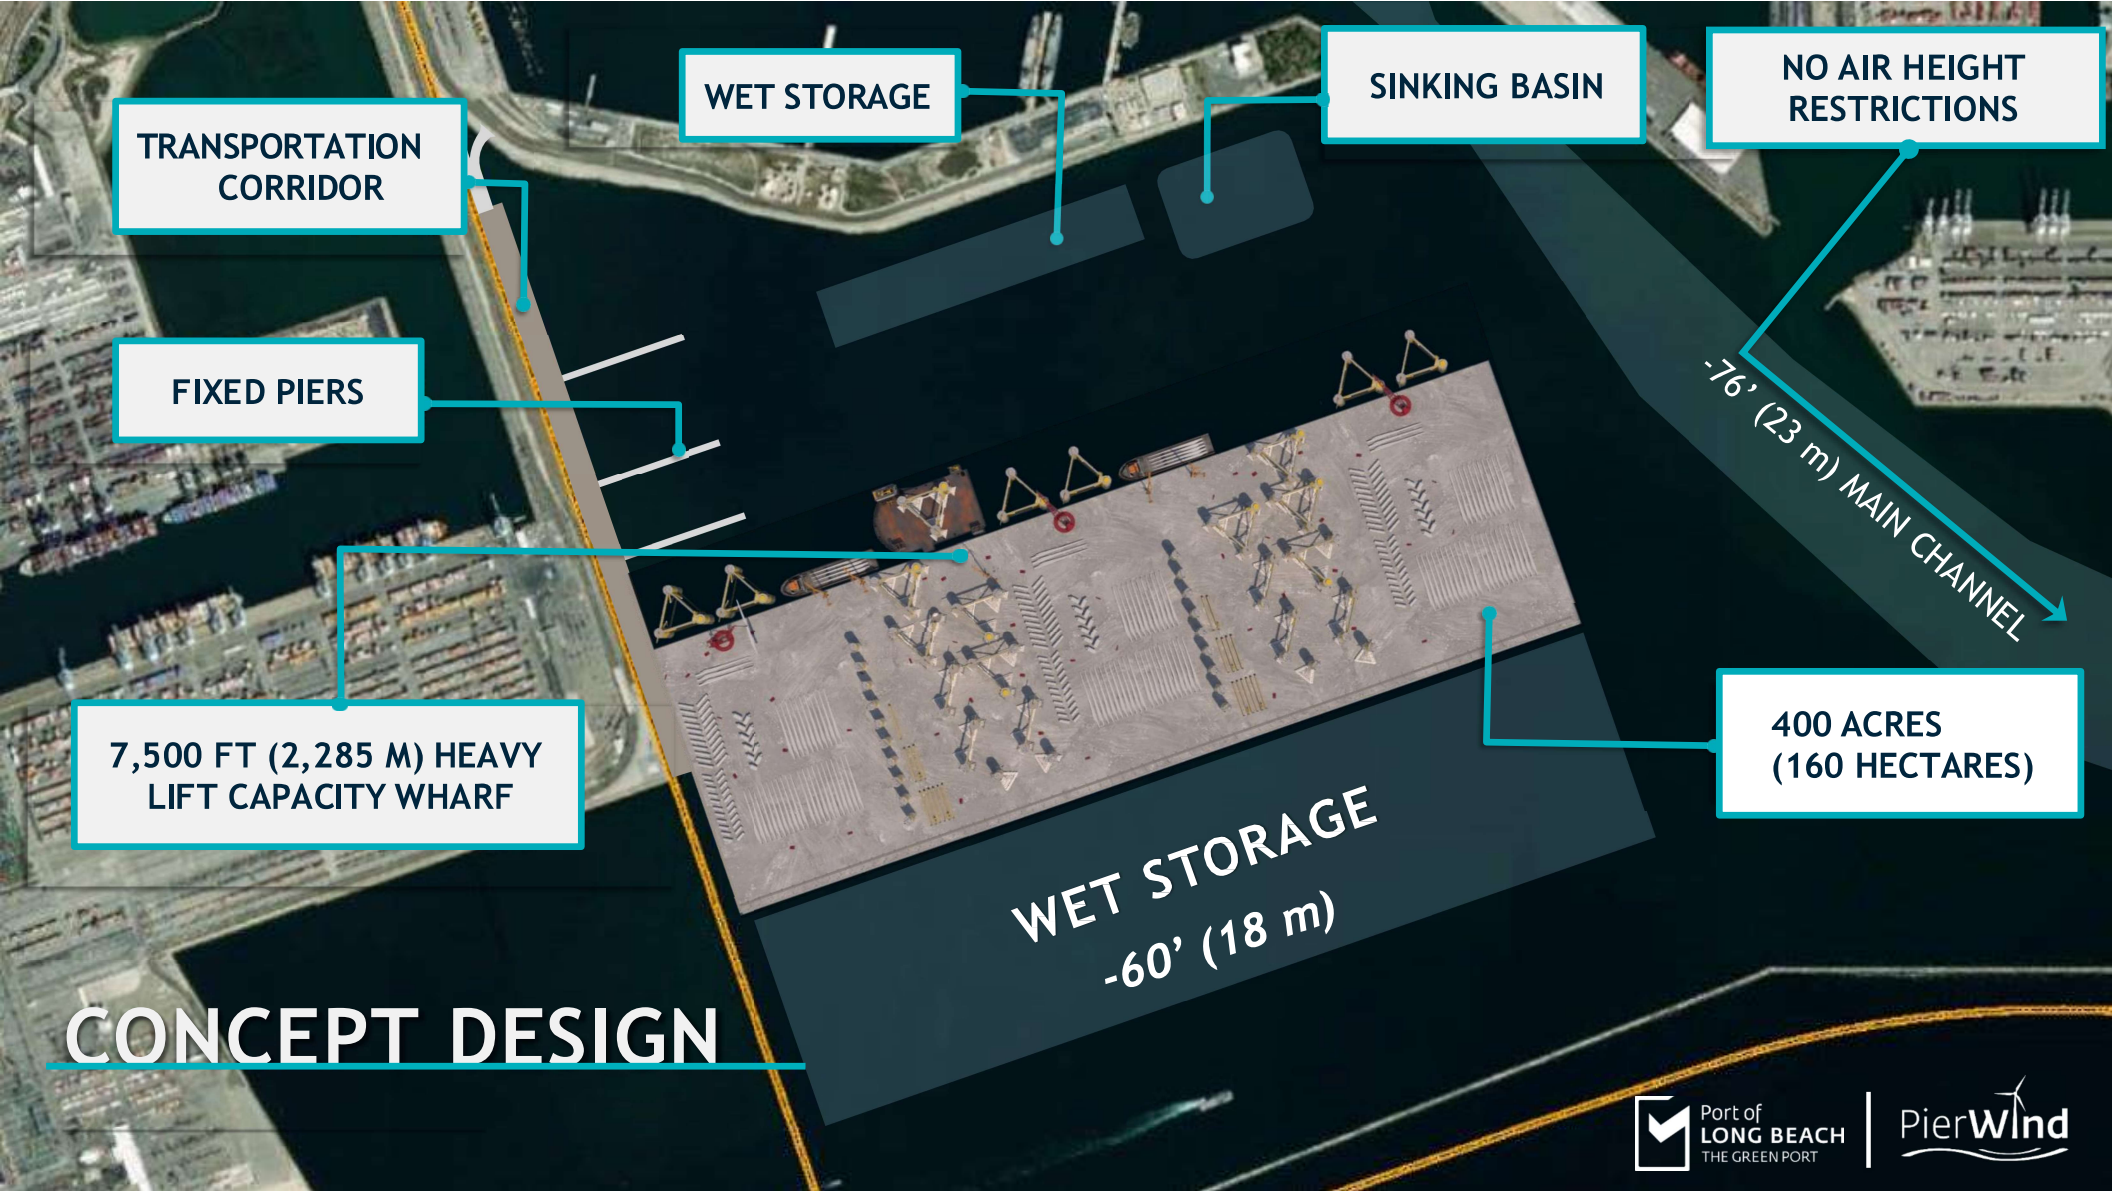 WET STORAGE
SINKING BASIN
NO AIR HEIGHT
RESTRICTIONS
TRANSPORTATION
CORRIDOR
FIXED PIERS
-76’ (23 m) MAIN CHANNEL
7,500 FT (2,285 M) HEAVY
LIFT CAPACITY WHARF
400 ACRES
(160 HECTARES)
WET STORAGE
-60’ (18 m)
CONCEPT DESIGN
Port of
LONG BEACH
THE GREEN PORT
PierWind